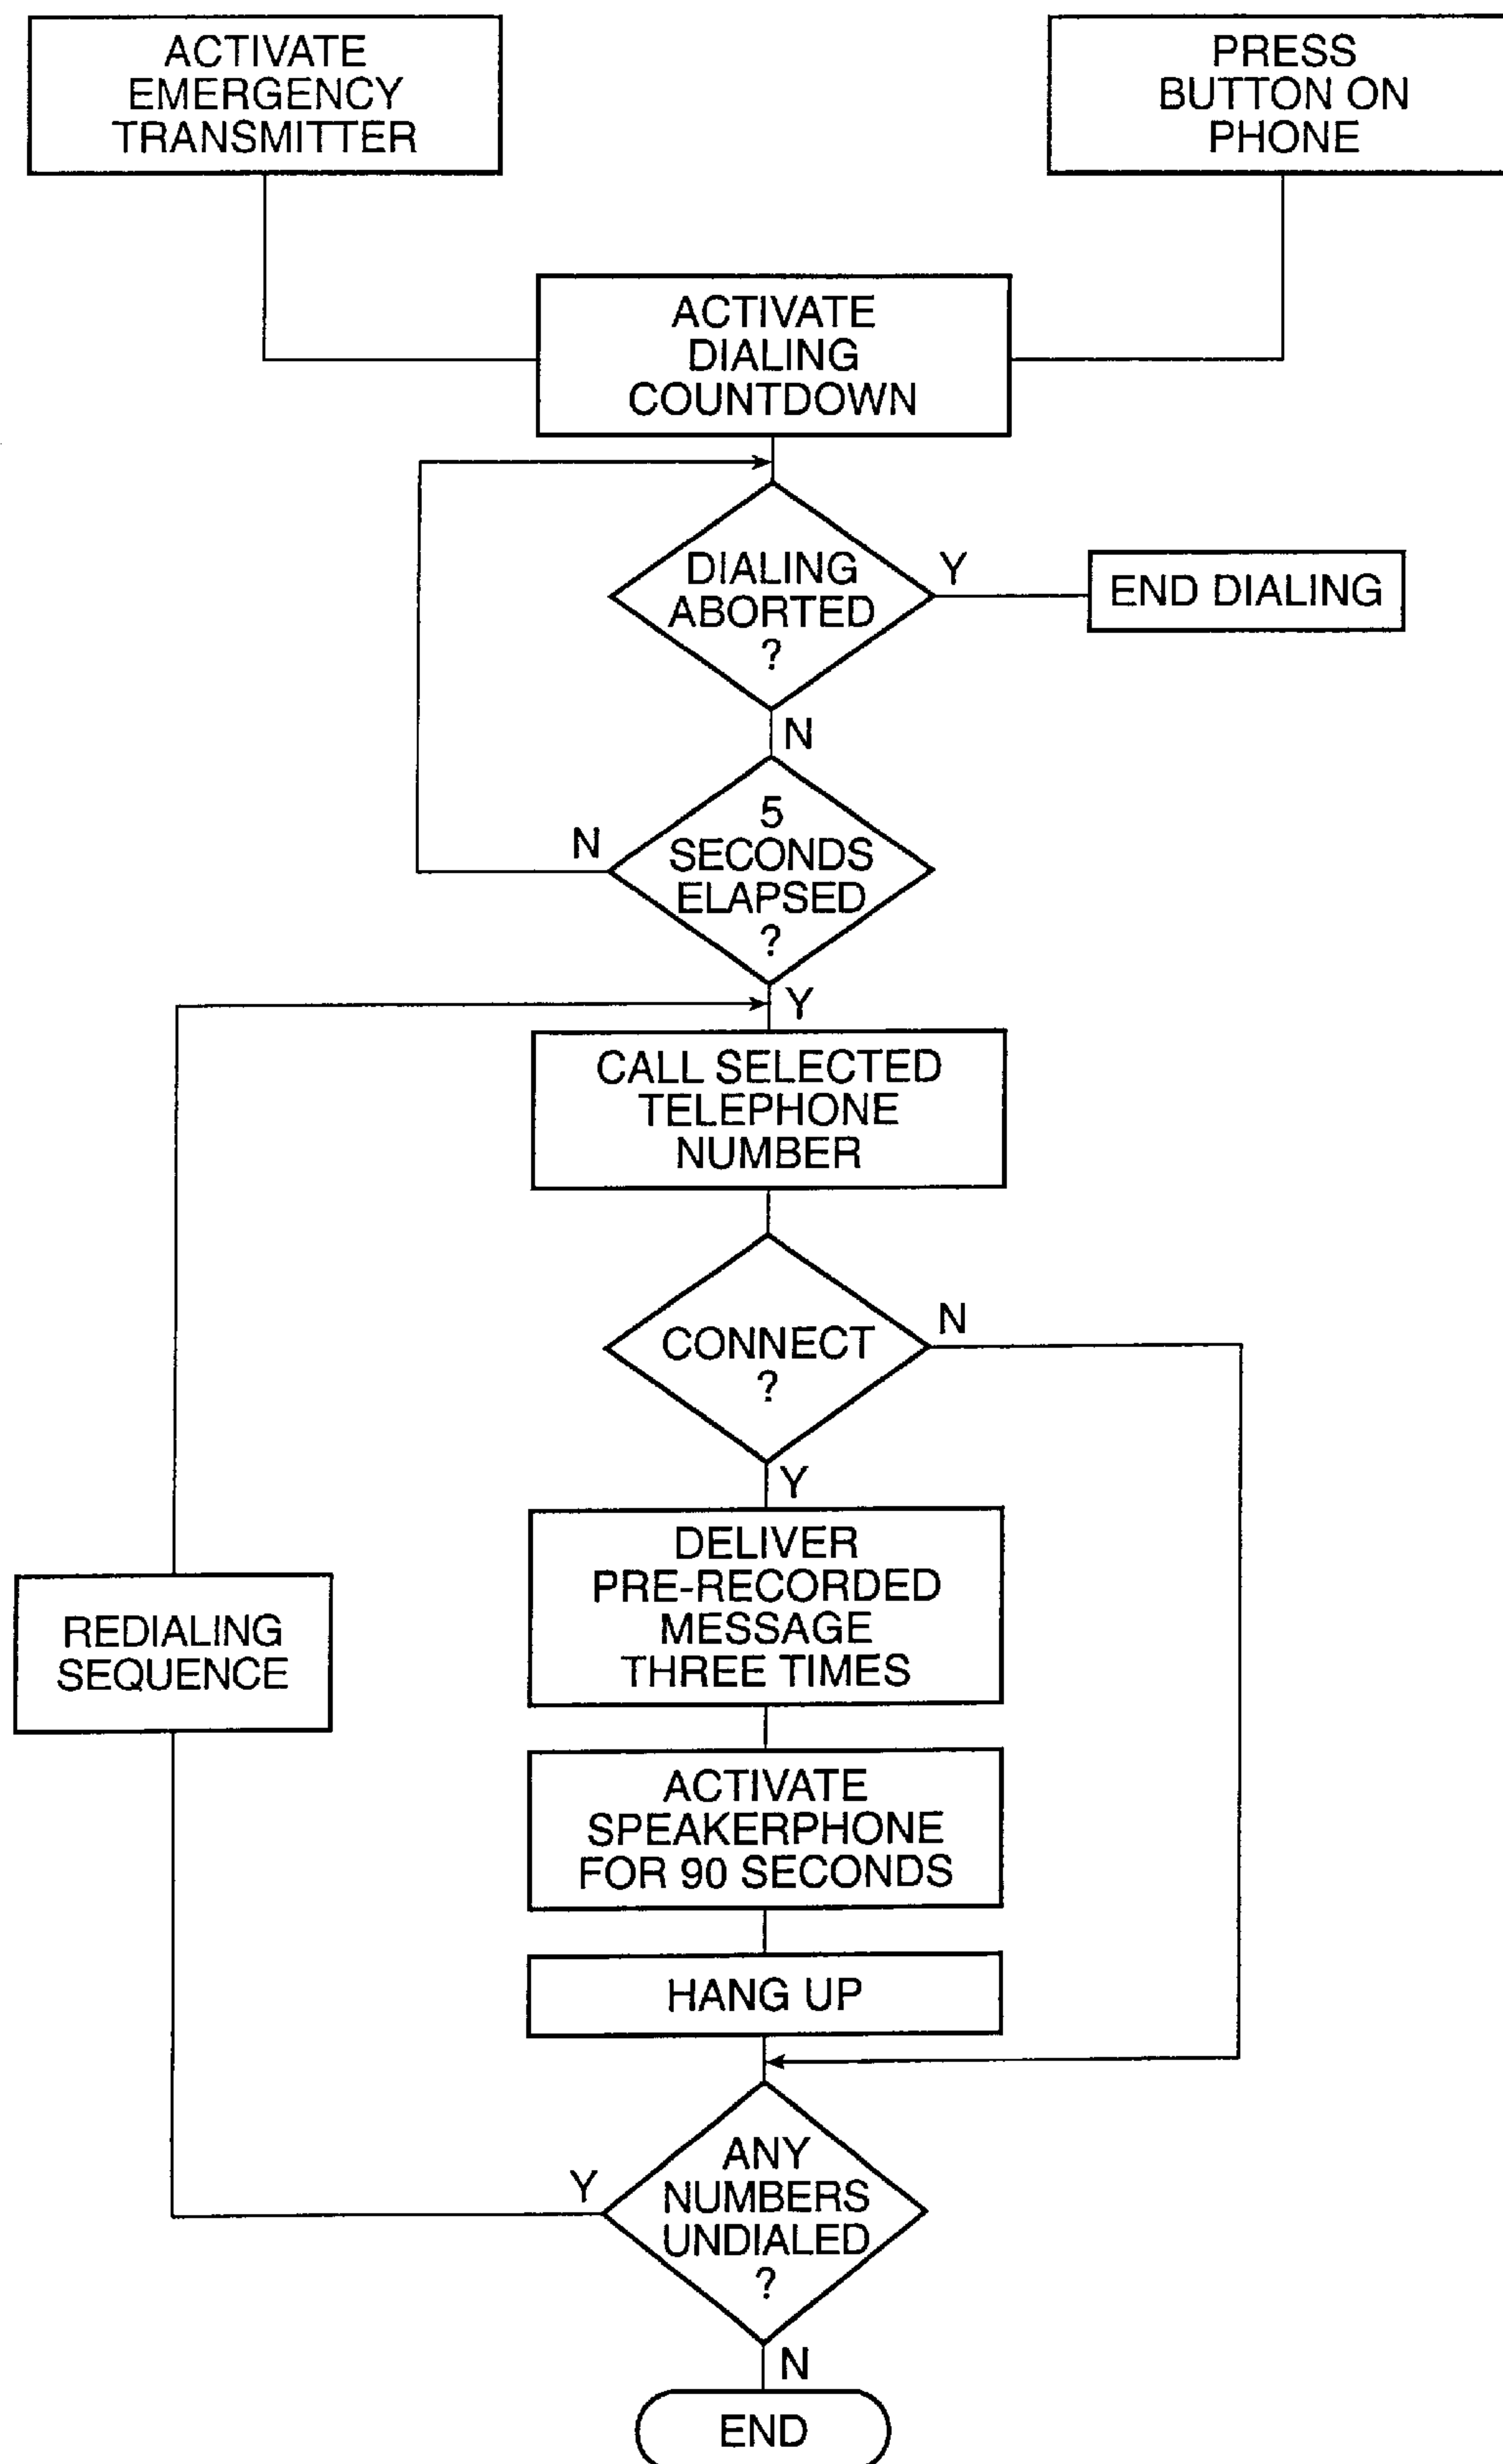 ACTIVATE
EMERGENCY
TRANSMITTER
PRESS
BUTTON ON
PHONE
ACTIVATE
DIALING
COUNTDOWN
DIALING
ABORTED
?
Y
END DIALING
N
5
SECONDS
ELAPSED
?
N
Y
CALL SELECTED
TELEPHONE
NUMBER
CONNECT
?
N
Y
DELIVER
PRE-RECORDED
MESSAGE
THREE TIMES
REDIALING
SEQUENCE
ACTIVATE
SPEAKERPHONE
FOR 90 SECONDS
HANG UP
ANY
NUMBERS
UNDIALED
?
Y
N
END